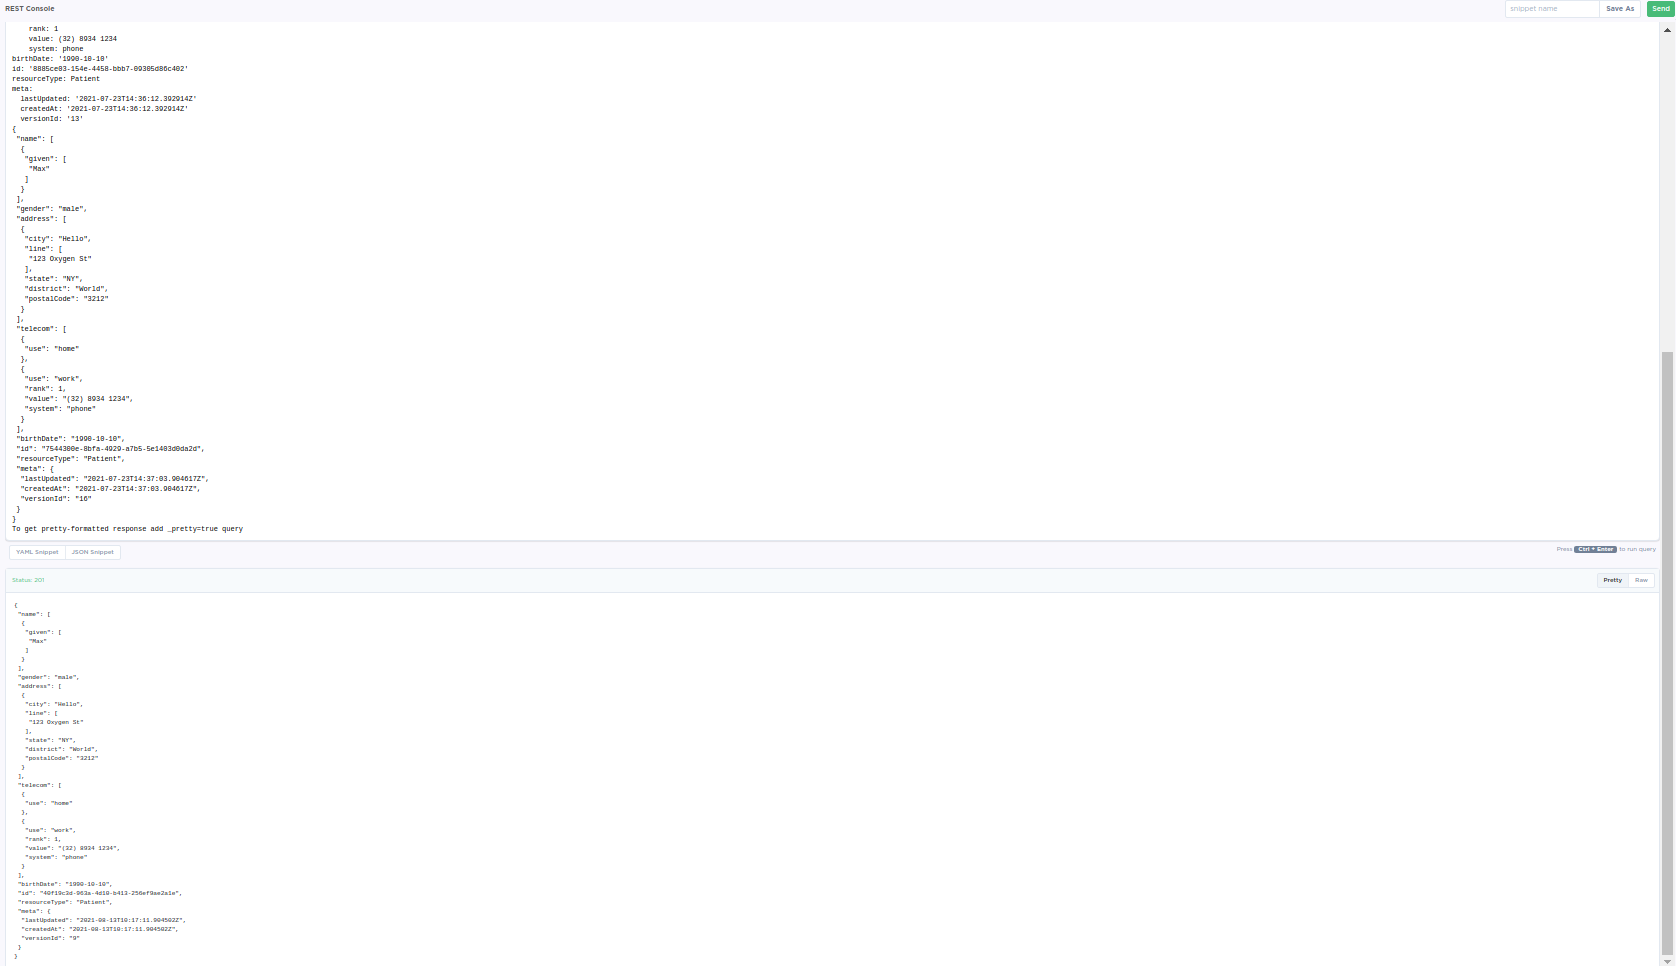 REST Console
snippet name
Save As
Send
rank: 1
value: (32) 8934 1234
system: phone
birthDate: '1990-10-10'
id: '8885ce03-154e-4458-bbb7-09305d86c402'
resourceType: Patient
meta:
lastUpdated: '2021-07-23T14:36:12.392914Z'
createdAt: '2021-07-23T14:36:12.392914Z'
versionId: '13'
{
"name": [
{
"given": [
"Max"
]
}
],
"gender": "male",
"address": [
{
"city": "Hello",
"line": [
"123 Oxygen St"
],
"state": "NY",
"district": "World",
"postalCode": "3212"
}
],
"telecom": [
{
"use": "home"
},
{
"use": "work",
"rank": 1,
"value": "(32) 8934 1234",
"system": "phone"
}
],
"birthDate": "1990-10-10",
"id": "7544300e-8bfa-4929-a7b5-5e1403d0da2d",
"resourceType": "Patient",
"meta": {
"lastUpdated": "2021-07-23T14:37:03.904617Z",
"createdAt": "2021-07-23T14:37:03.904617Z",
"versionId": "16"
}
}
To get pretty-formatted response add _pretty=true query
YAML Snippet
JSON Snippet
Press Ctrl + Enter to run query
Status: 201
Pretty
Raw
{
"name": [
{
"given": [
"Max"
]
}
],
"gender": "male",
"address": [
{
"city": "Hello",
"line": [
"123 Oxygen St"
],
"state": "NY",
"district": "World",
"postalCode": "3212"
}
],
"telecom": [
{
"use": "home"
},
{
"use": "work",
"rank": 1,
"value": "(32) 8934 1234",
"system": "phone"
}
],
"birthDate": "1990-10-10",
"id": "40f19c3d-963a-4d10-b413-256ef9ae2a1e",
"resourceType": "Patient",
"meta": {
"lastUpdated": "2021-08-13T10:17:11.904502Z",
"createdAt": "2021-08-13T10:17:11.904502Z",
"versionId": "9"
}
}